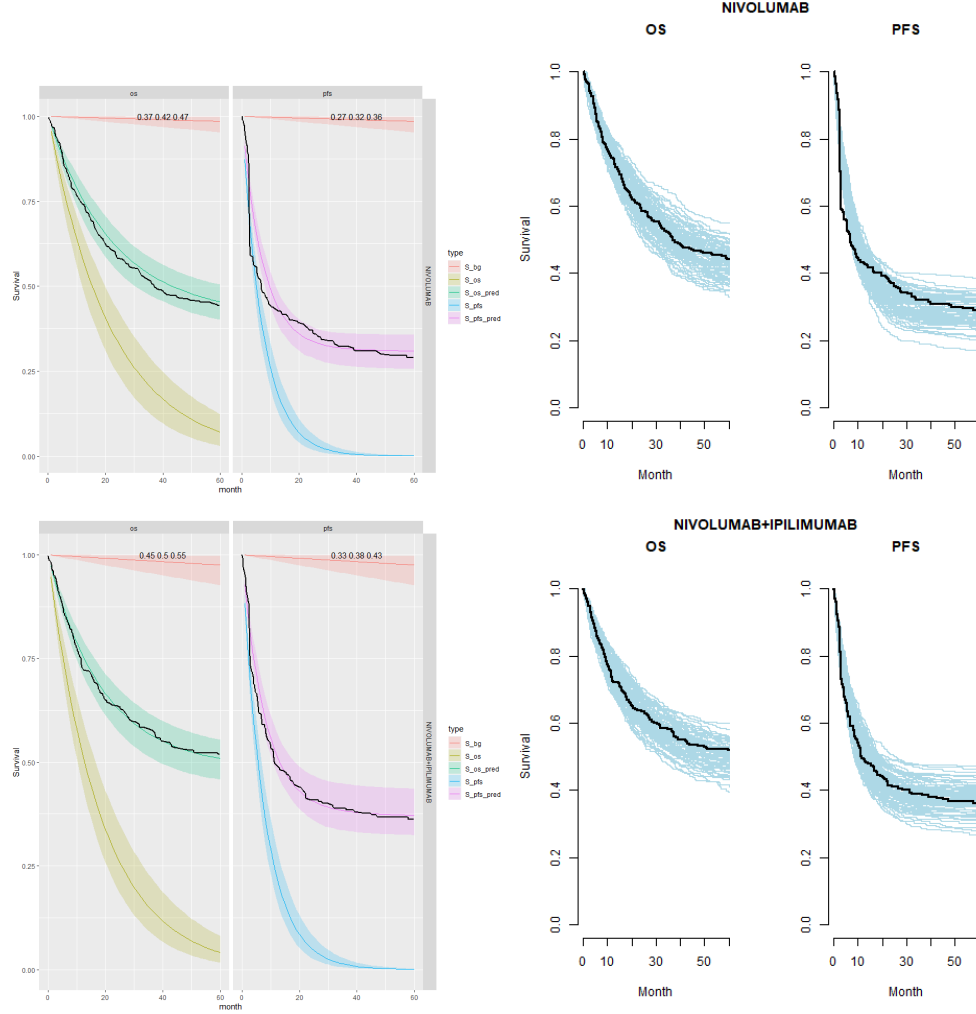 NIVOLUMAB
OS
PFS
os
pfs
0.37 0.42 0.47
0.27 0.32 0.36
1.00
0.75
0.50
0.25
0.00
Survival
0
20
40
60
0
20
40
60
month
NIVOLUMAB
type
S_bg
S_os
S_os_pred
S_pfs
S_pfs_pred
1.0
0.8
0.6
0.4
0.2
0.0
Survival
0
10
30
50
Month
1.0
0.8
0.6
0.4
0.2
0.0
0
10
30
50
Month
os
pfs
0.45 0.5 0.55
0.33 0.38 0.43
1.00
0.75
0.50
0.25
0.00
Survival
0
20
40
60
0
20
40
60
month
NIVOLUMAB+IPILIMUMAB
type
S_bg
S_os
S_os_pred
S_pfs
S_pfs_pred
NIVOLUMAB+IPILIMUMAB
OS
PFS
1.0
0.8
0.6
0.4
0.2
0.0
Survival
0
10
30
50
Month
1.0
0.8
0.6
0.4
0.2
0.0
0
10
30
50
Month